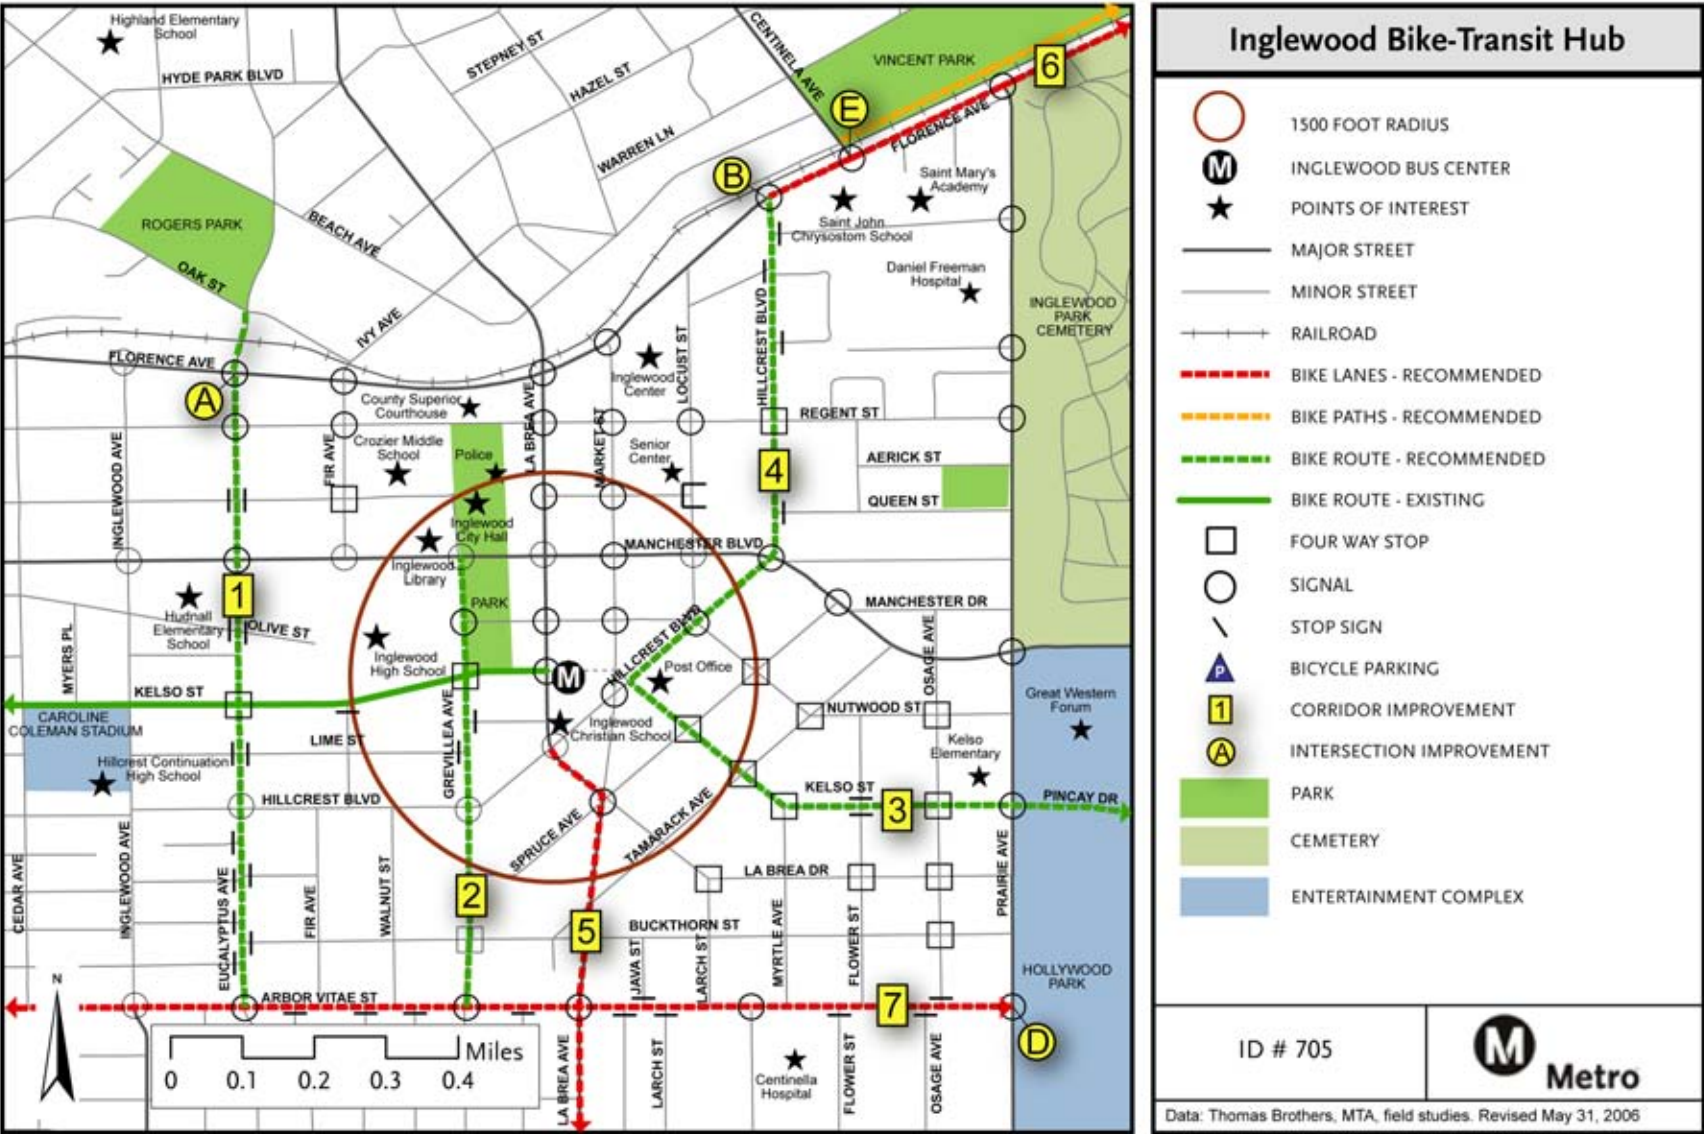 Highland Elementary
School
HYDE PARK BLVD
STEPNEY ST
HAZEL ST
WARREN LN
CENTINELA AVE
VINCENT PARK
6
E
FLORENCE AVE
B
Saint Mary's
Academy
Saint John
Chrysostom School
Daniel Freeman
Hospital
INGLEWOOD
PARK
CEMETERY
ROGERS PARK
BEACH AVE
OAK ST
IVY AVE
FLORENCE AVE
A
County Superior
Courthouse
Crozier Middle
School
Police
LA BREA AVE
MARKET ST
Inglewood
Center
LOCUST ST
HILLCREST BLVD
REGENT ST
Senior
Center
4
AERICK ST
QUEEN ST
INGLEWOOD AVE
FIR AVE
Inglewood
City Hall
Inglewood
Library
MANCHESTER BLVD
1
Hudnall
Elementary
School
OLIVE ST
PARK
MANCHESTER DR
MYERS PL
Inglewood
High School
HILLCREST BLVD
Post Office
OSAGE AVE
KELSO ST
CAROLINE
COLEMAN STADIUM
M
Great Western
Forum
NUTWOOD ST
Inglewood
Christian School
GREVILLEA AVE
LIME ST
Hillcrest Continuation
High School
Kelso
Elementary
HILLCREST BLVD
KELSO ST
3
PINCAY DR
SPRUCE AVE
TAMARACK AVE
PRAIRIE AVE
CEDAR AVE
INGLEWOOD AVE
EUCALYPTUS AVE
FIR AVE
WALNUT ST
2
LA BREA DR
5
BUCKTHORN ST
JAVA ST
LARCH ST
MYRTLE AVE
FLOWER ST
HOLLYWOOD
PARK
N
ARBOR VITAE ST
7
D
Miles
0 0.1 0.2 0.3 0.4
LA BREA AVE
LARCH ST
Centinella
Hospital
FLOWER ST
OSAGE AVE
Inglewood Bike-Transit Hub
1500 FOOT RADIUS
M INGLEWOOD BUS CENTER
POINTS OF INTEREST
MAJOR STREET
MINOR STREET
RAILROAD
BIKE LANES - RECOMMENDED
BIKE PATHS - RECOMMENDED
BIKE ROUTE - RECOMMENDED
BIKE ROUTE - EXISTING
FOUR WAY STOP
SIGNAL
STOP SIGN
P BICYCLE PARKING
1 CORRIDOR IMPROVEMENT
A INTERSECTION IMPROVEMENT
PARK
CEMETERY
ENTERTAINMENT COMPLEX
ID # 705
M Metro
Data: Thomas Brothers, MTA, field studies. Revised May 31, 2006